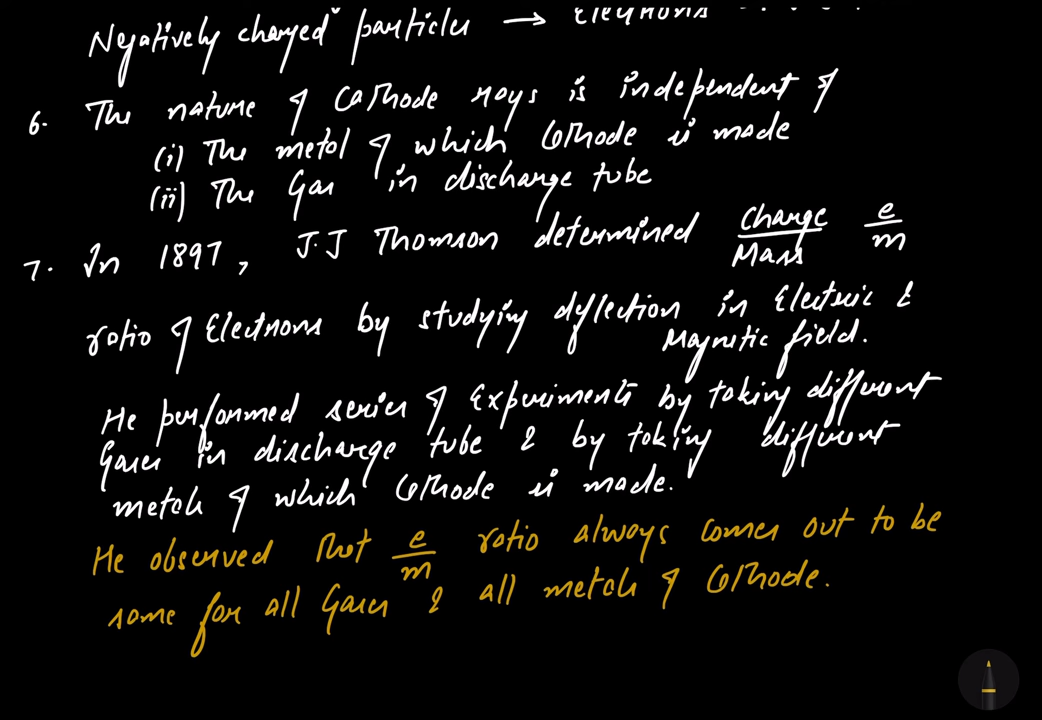 Negatively charged particles → Electrons
6. The nature of Cathode rays is independent of
(i) The metal of which Cathode is made
(ii) The Gas in discharge tube
7. In 1897, J.J Thomson determined Charge/Mass e/m
ratio of Electrons by studying deflection in Electric &
Magnetic field.
He performed series of Experiments by taking different
Gases in discharge tube & by taking different
metals of which Cathode is made.
He observed that e/m ratio always comes out to be
same for all Gases & all metals of Cathode.